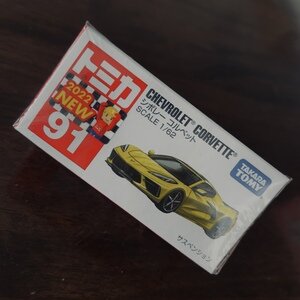 トミカ
2022
NEW
91
CHEVROLET® CORVETTE®
シボレー コルベット
SCALE 1/62
TAKARA
TOMY
サスペンション